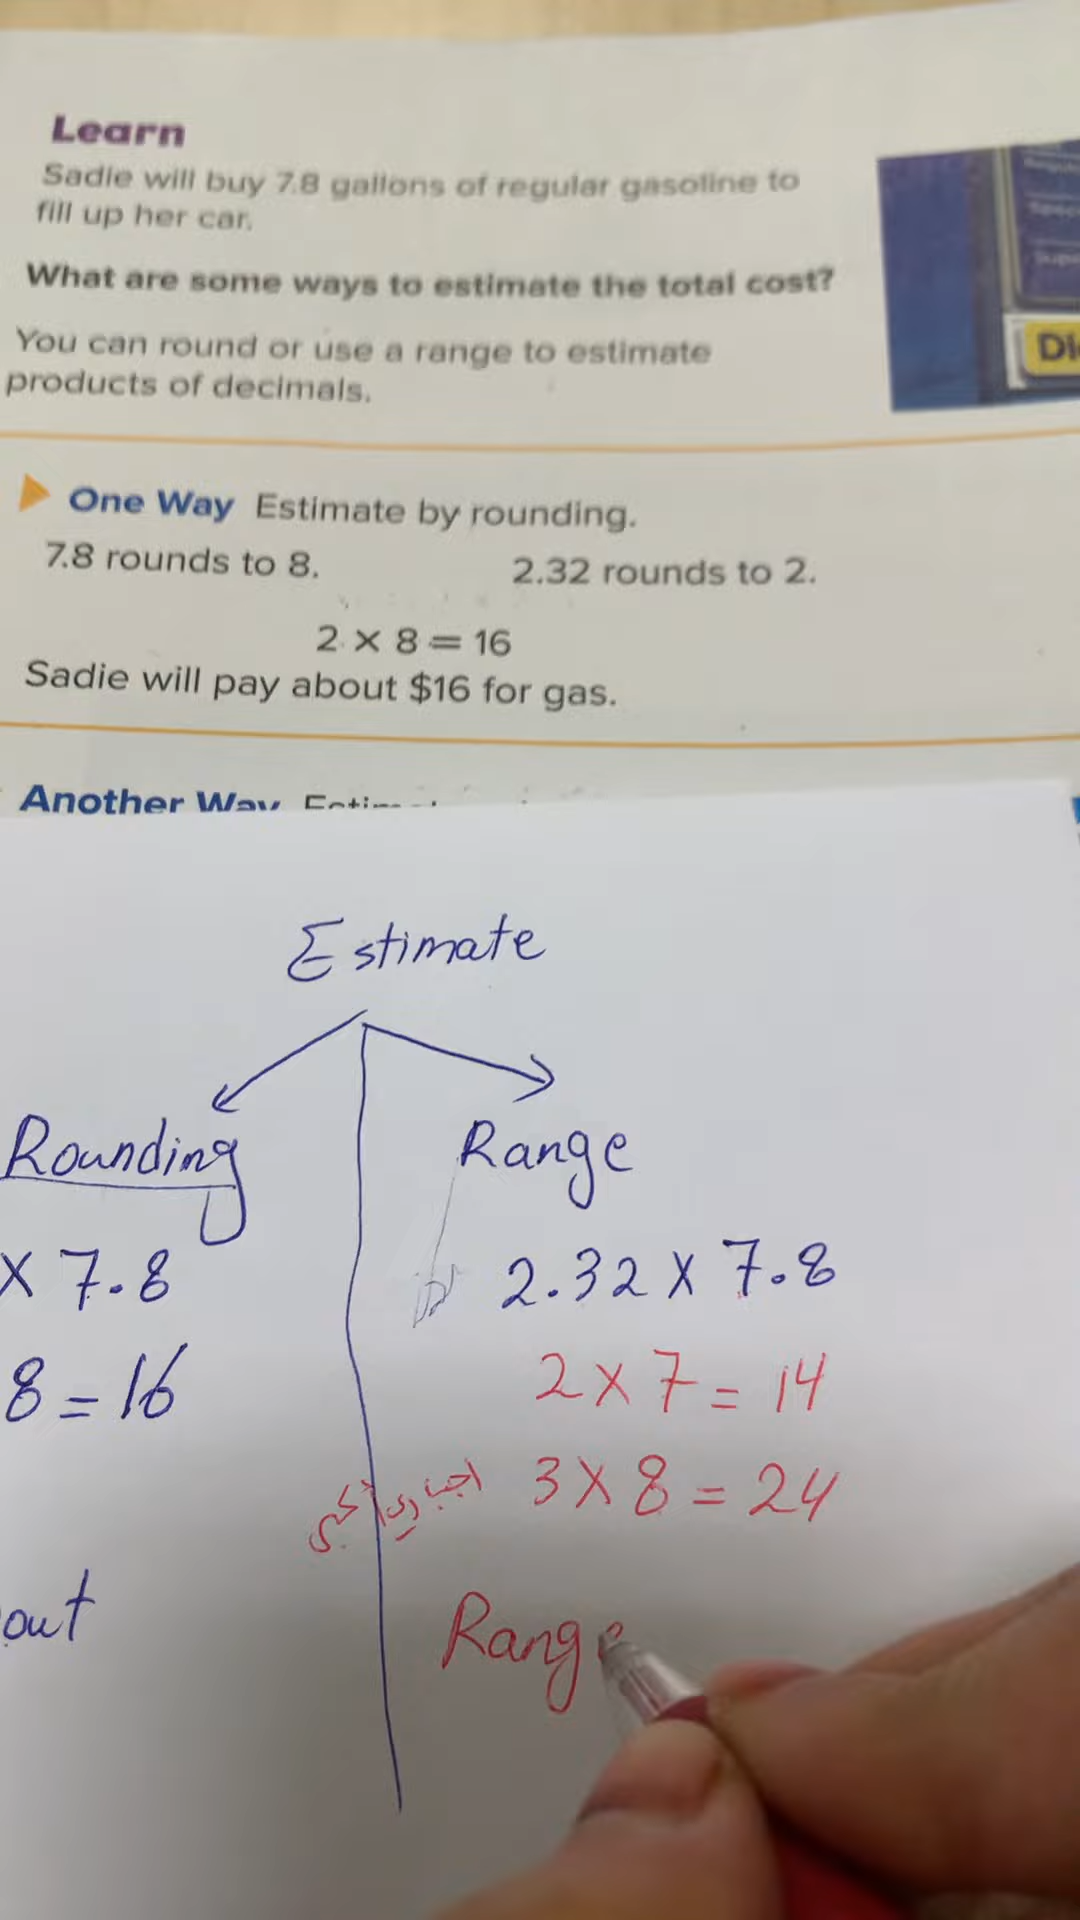 Learn
Sadie will buy 7.8 gallons of regular gasoline to
fill up her car.
What are some ways to estimate the total cost?
You can round or use a range to estimate
products of decimals.
One Way Estimate by rounding.
7.8 rounds to 8.
2.32 rounds to 2.
2 × 8 = 16
Sadie will pay about $16 for gas.
Another Way
Estimate
Rounding
x 7.8
8 = 16
out
Range
2.32 x 7.8
2 x 7 = 14
3 x 8 = 24
Range